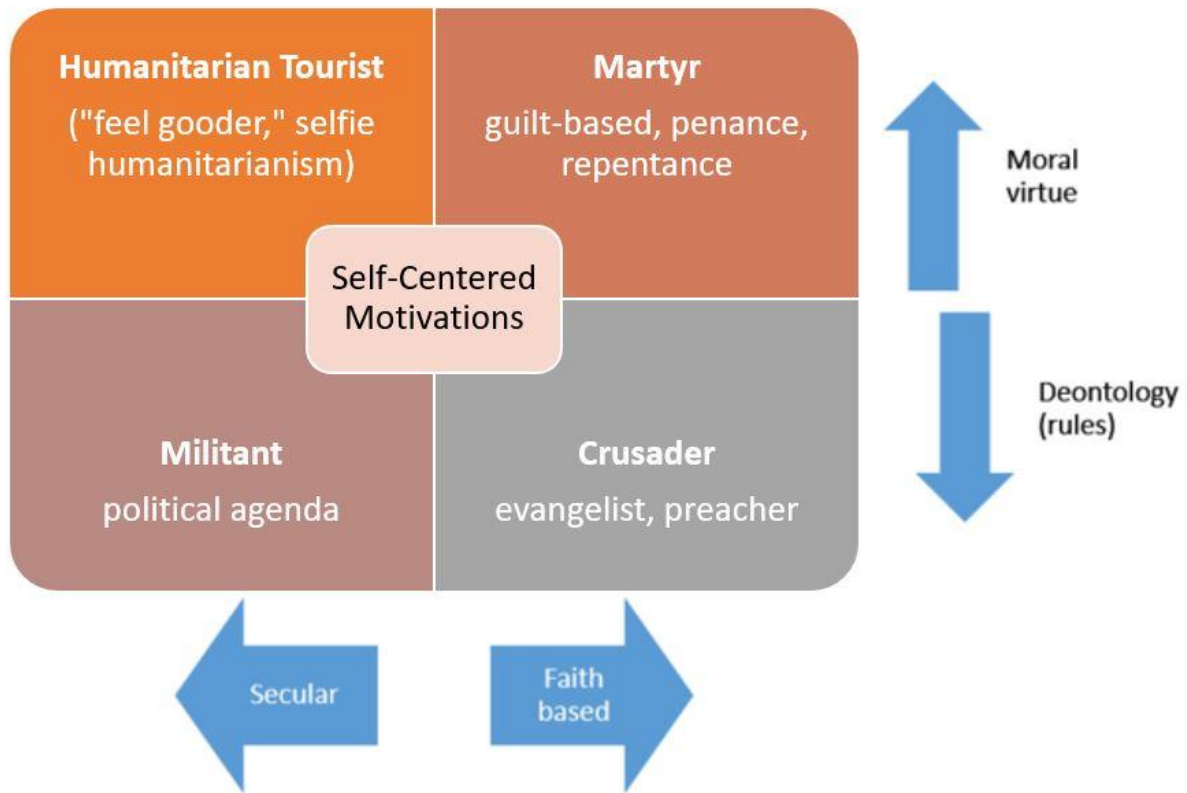 Humanitarian Tourist
("feel gooder," selfie
humanitarianism)
Martyr
guilt-based, penance,
repentance
Moral
virtue
Self-Centered
Motivations
Deontology
(rules)
Militant
political agenda
Crusader
evangelist, preacher
Secular
Faith
based